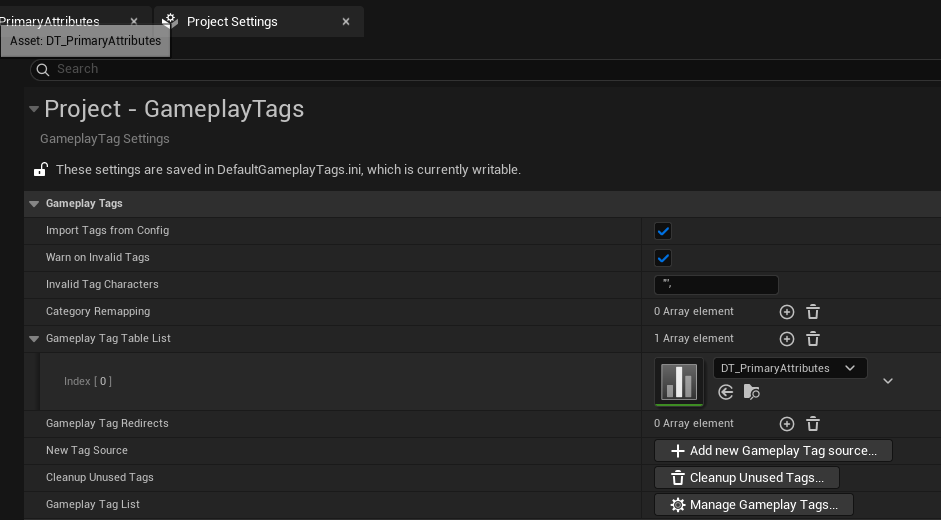 PrimaryAttributes
Project Settings
Asset: DT_PrimaryAttributes
Search
Project - GameplayTags
GameplayTag Settings
These settings are saved in DefaultGameplayTags.ini, which is currently writable.
Gameplay Tags
Import Tags from Config
Warn on Invalid Tags
Invalid Tag Characters "',
Category Remapping 0 Array element
Gameplay Tag Table List 1 Array element
Index [ 0 ] DT_PrimaryAttributes
Gameplay Tag Redirects 0 Array element
New Tag Source Add new Gameplay Tag source...
Cleanup Unused Tags Cleanup Unused Tags...
Gameplay Tag List Manage Gameplay Tags...